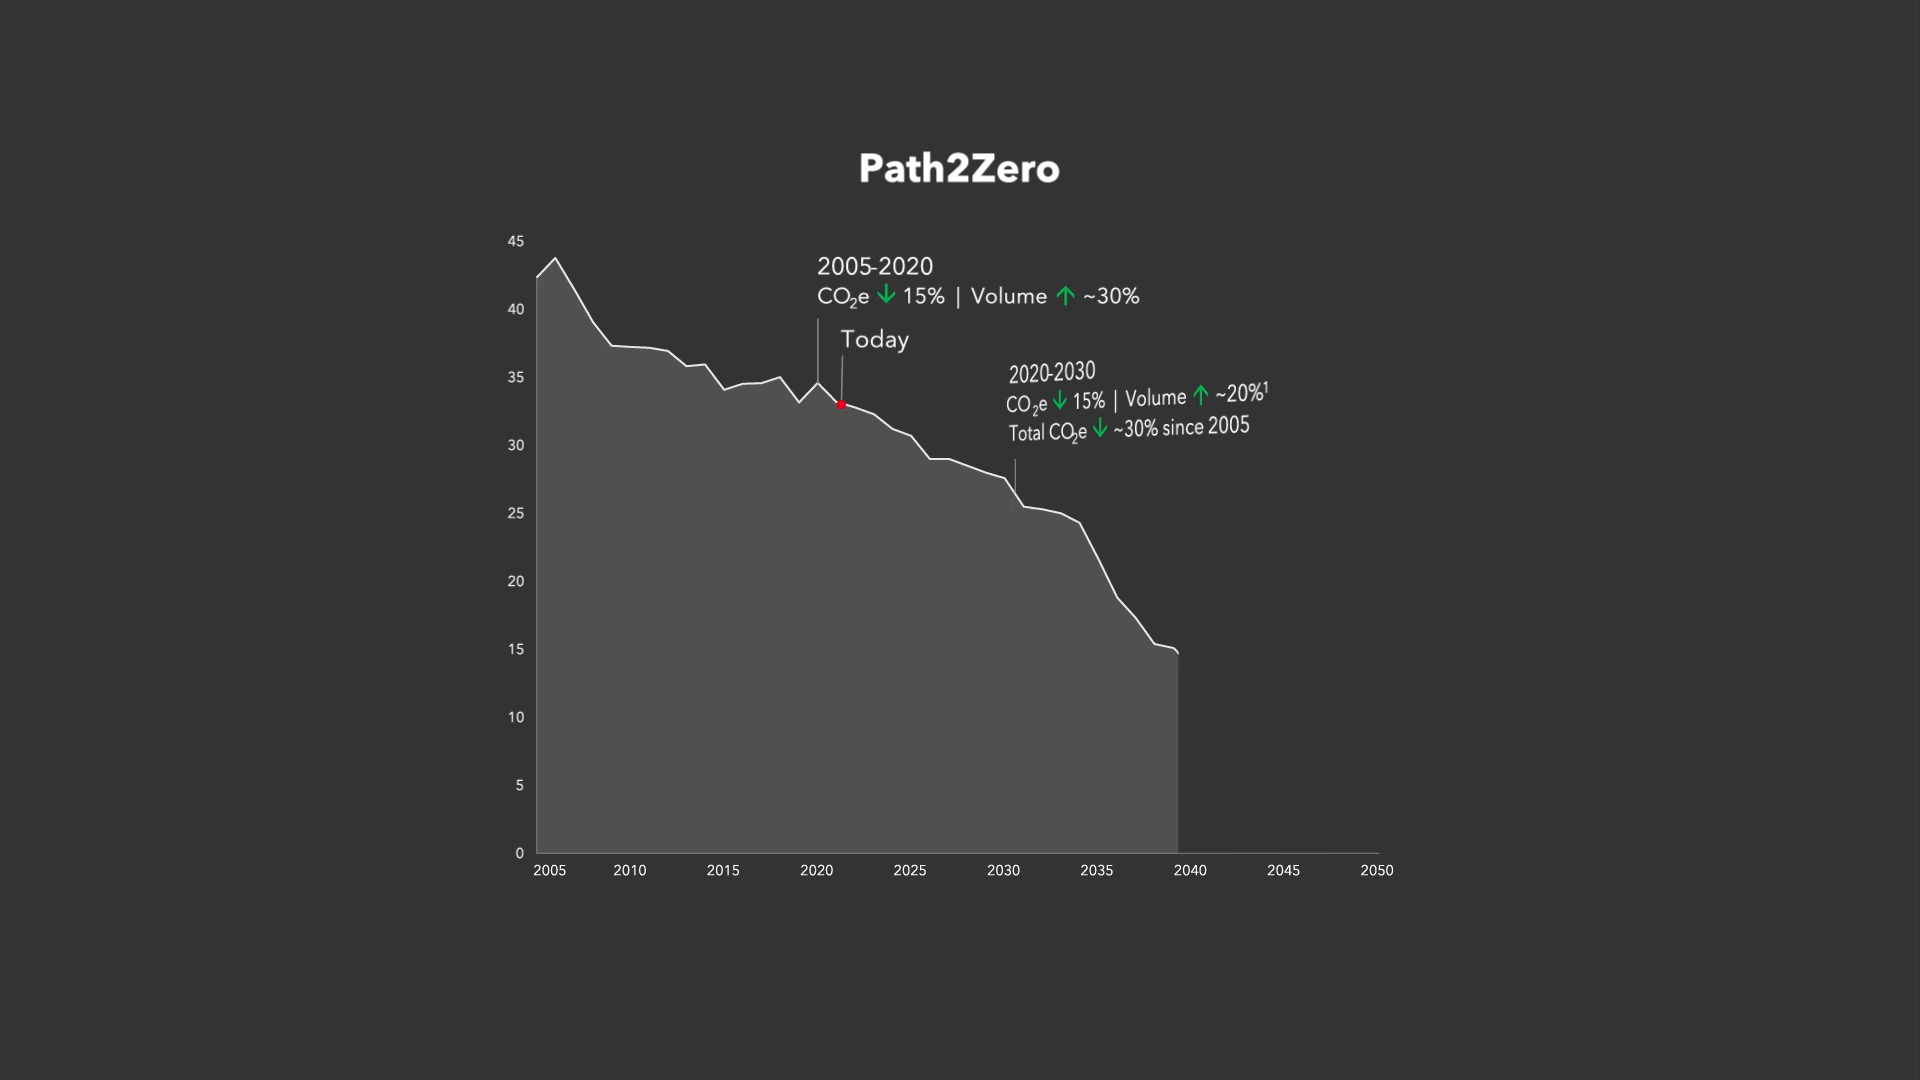 Path2Zero
45
2005-2020
CO₂e ↓ 15% | Volume ↑ ~30%
40
Today
35
2020-2030
CO₂e ↓ 15% | Volume ↑ ~20%¹
Total CO₂e ↓ ~30% since 2005
30
25
20
15
10
5
0
2005 2010 2015 2020 2025 2030 2035 2040 2045 2050